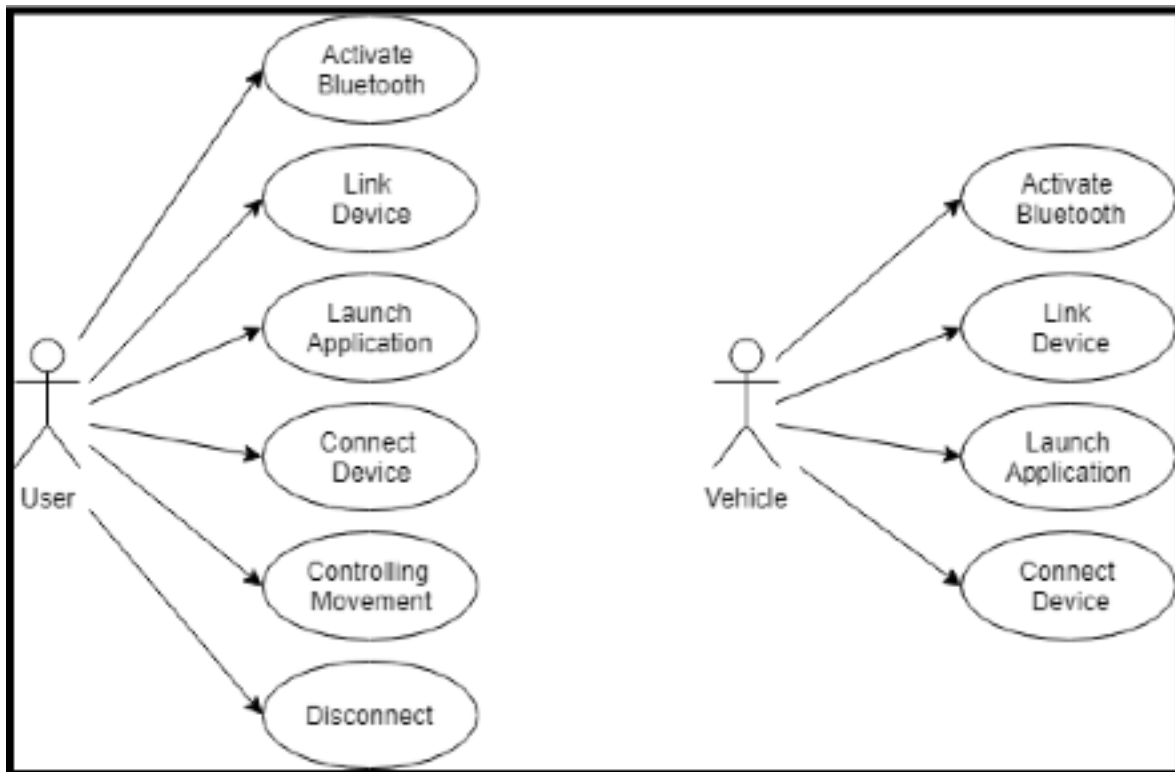 Activate
Bluetooth
Link
Device
Launch
Application
Connect
Device
Controlling
Movement
Disconnect
User
Activate
Bluetooth
Link
Device
Launch
Application
Connect
Device
Vehicle